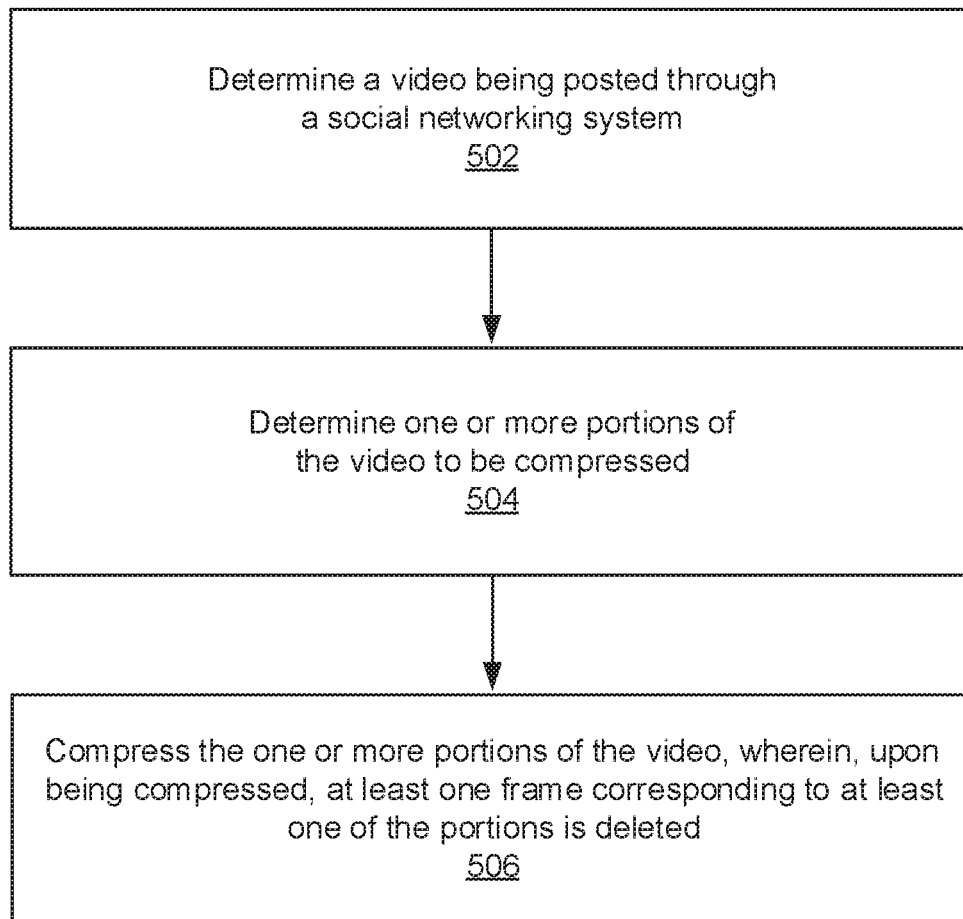 Determine a video being posted through
a social networking system
502
Determine one or more portions of
the video to be compressed
504
Compress the one or more portions of the video, wherein, upon
being compressed, at least one frame corresponding to at least
one of the portions is deleted
506